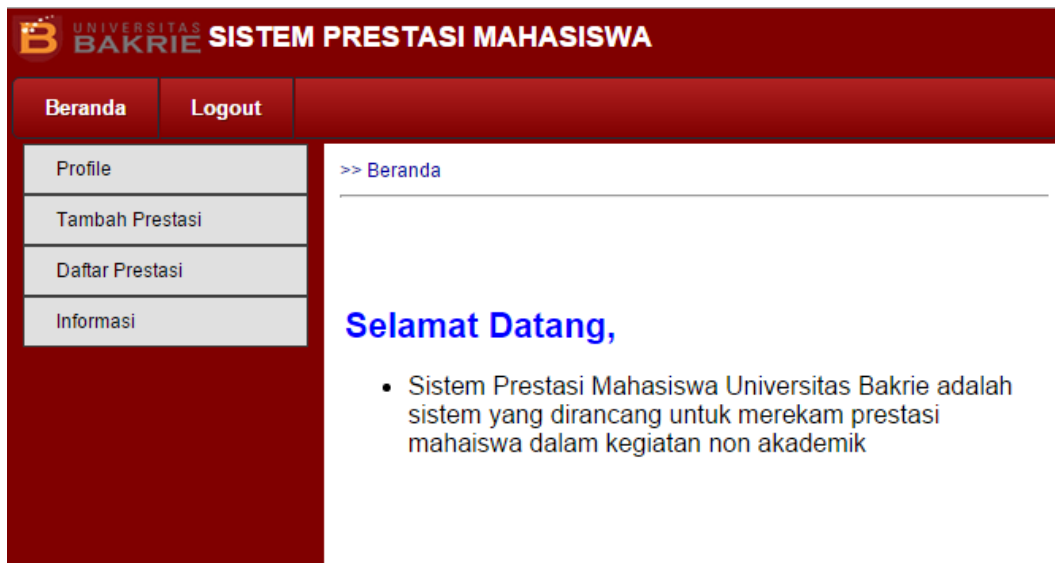 UNIVERSITAS
BAKRIE SISTEM PRESTASI MAHASISWA
Beranda Logout
Profile
Tambah Prestasi
Daftar Prestasi
Informasi
>> Beranda
Selamat Datang,
• Sistem Prestasi Mahasiswa Universitas Bakrie adalah
sistem yang dirancang untuk merekam prestasi
mahaiswa dalam kegiatan non akademik